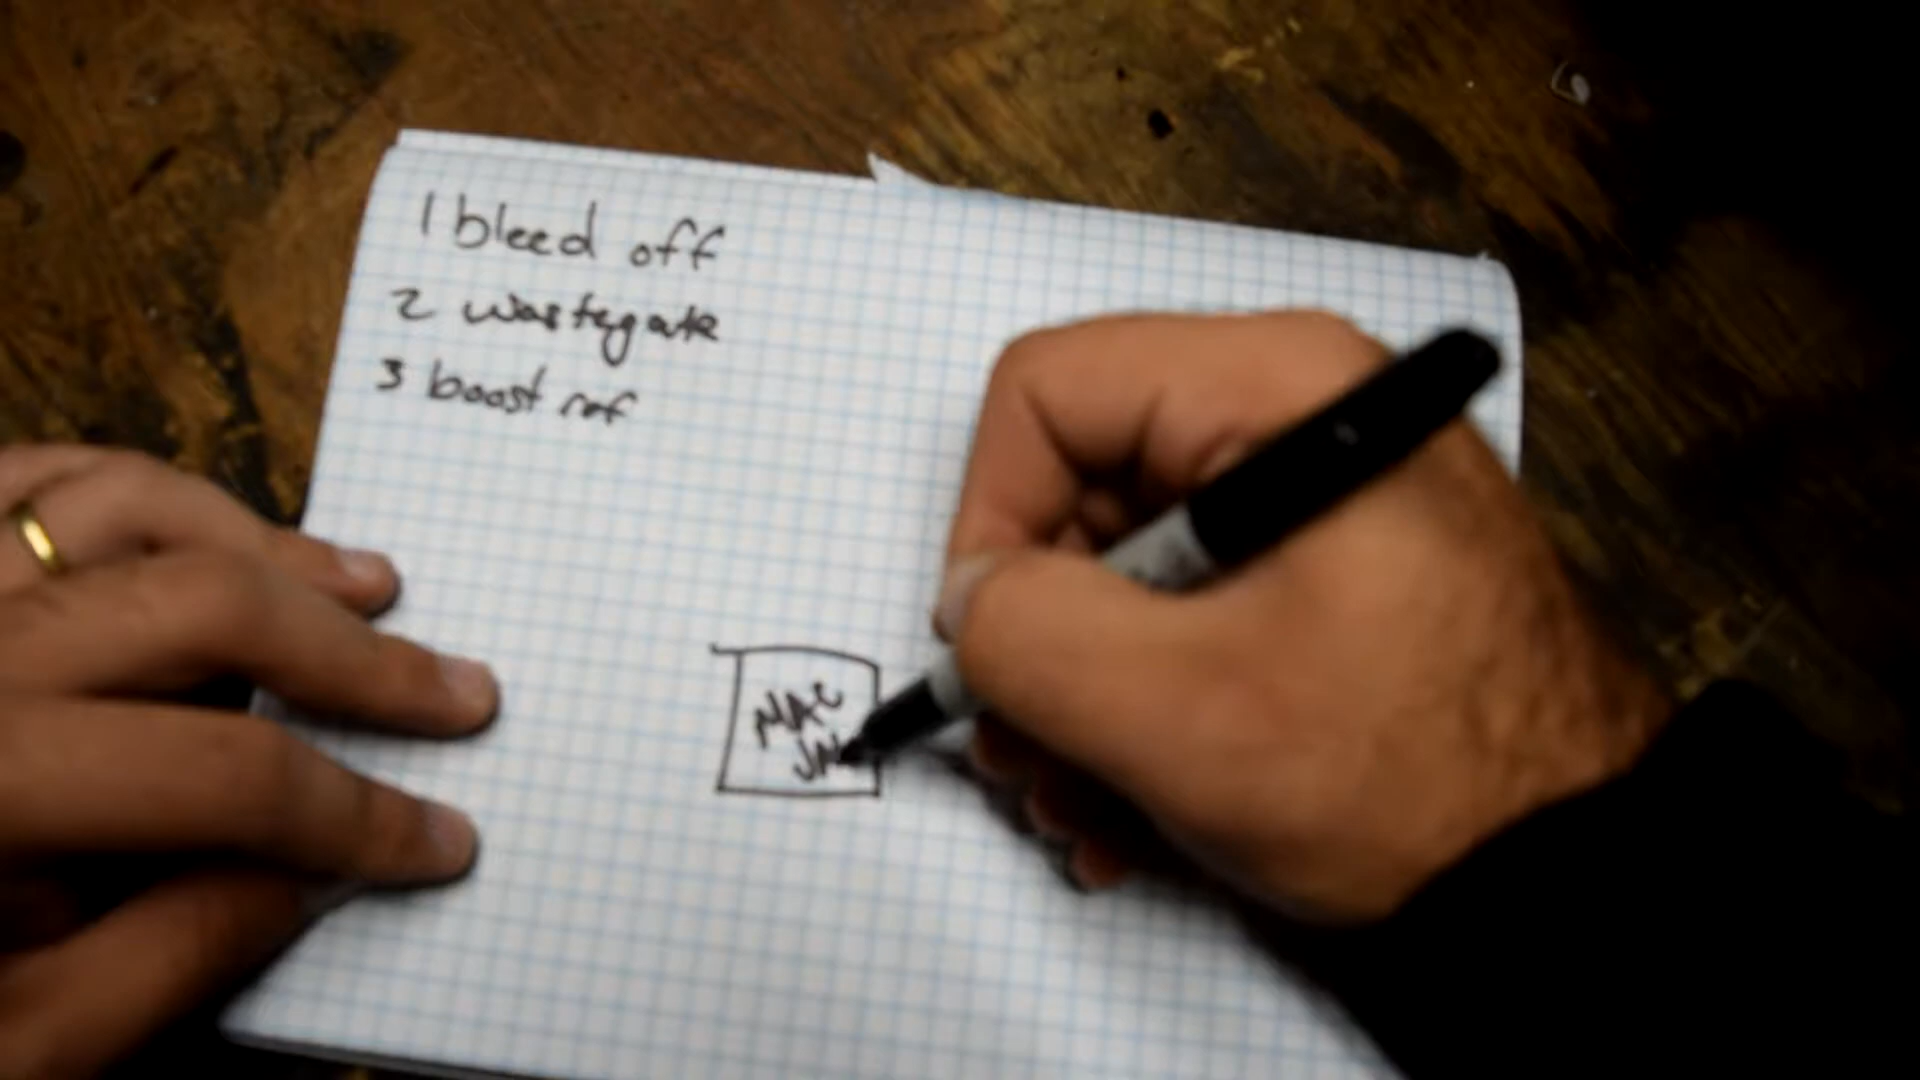 1 bleed off
2 wastegate
3 boost ref
MAC